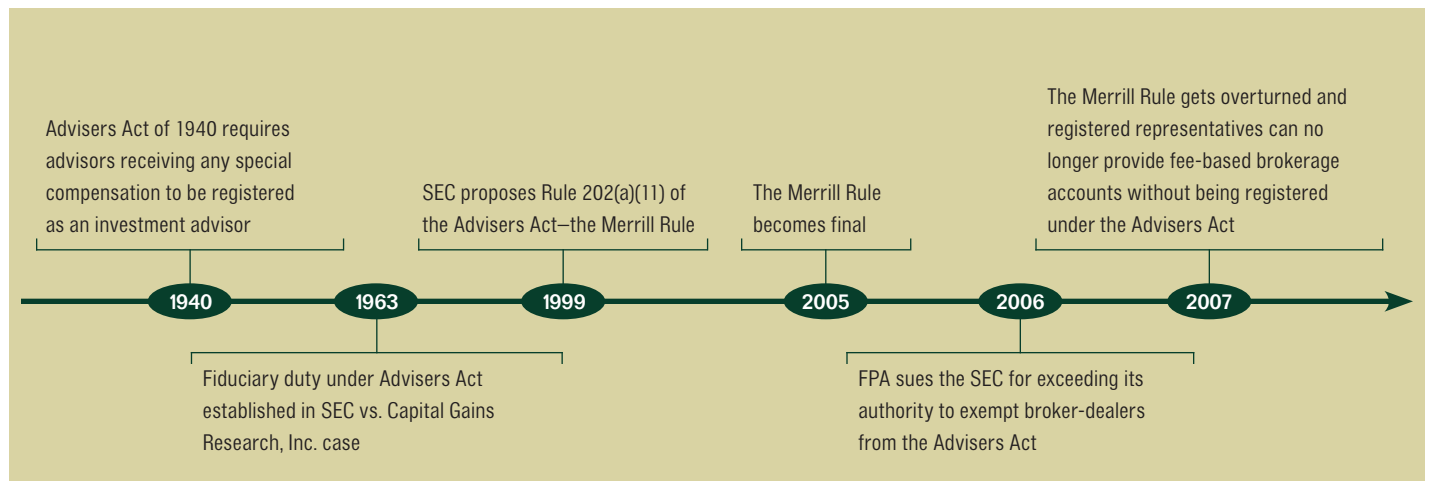 Advisers Act of 1940 requires
advisors receiving any special
compensation to be registered
as an investment advisor
1940
Fiduciary duty under Advisers Act
established in SEC vs. Capital Gains
Research, Inc. case
1963
SEC proposes Rule 202(a)(11) of
the Advisers Act—the Merrill Rule
1999
The Merrill Rule
becomes final
2005
FPA sues the SEC for exceeding its
authority to exempt broker-dealers
from the Advisers Act
2006
The Merrill Rule gets overturned and
registered representatives can no
longer provide fee-based brokerage
accounts without being registered
under the Advisers Act
2007